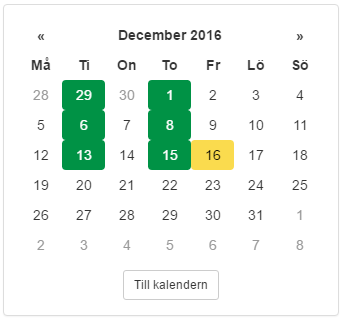 « December 2016 »
Må Ti On To Fr Lö Sö
28 29 30 1 2 3 4
5 6 7 8 9 10 11
12 13 14 15 16 17 18
19 20 21 22 23 24 25
26 27 28 29 30 31 1
2 3 4 5 6 7 8
Till kalendern